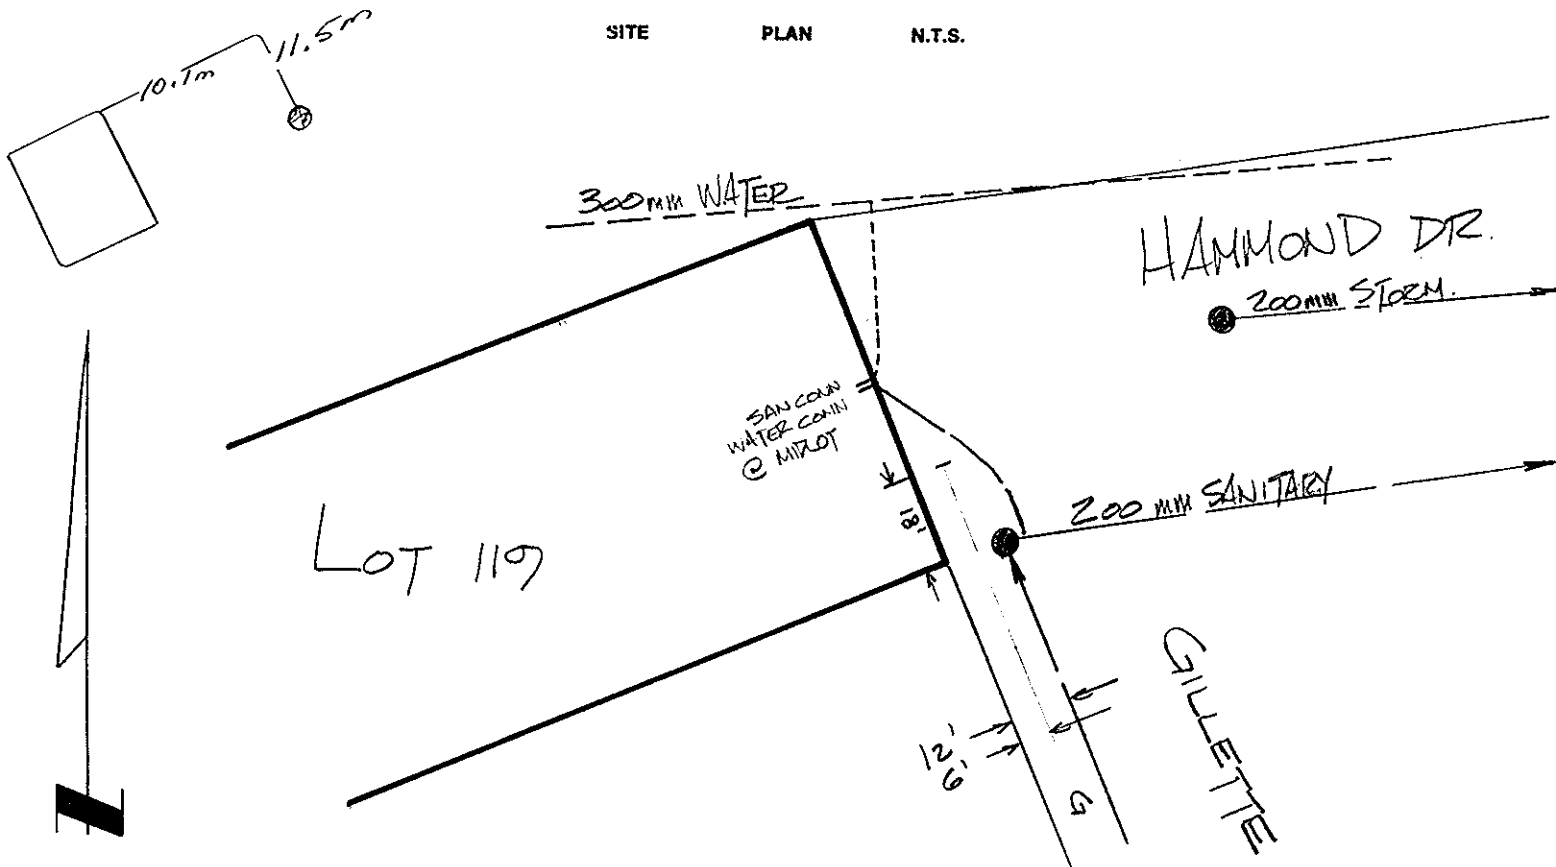 SITE PLAN N.T.S.
11.5m
10.1m
300mm WATER
HAMMOND DR.
200mm STORM.
SAN CONN
WATER CONN
@ MIDLOT
18'
200 mm SANITARY
LOT 119
GILLETTE
12'
6'
G